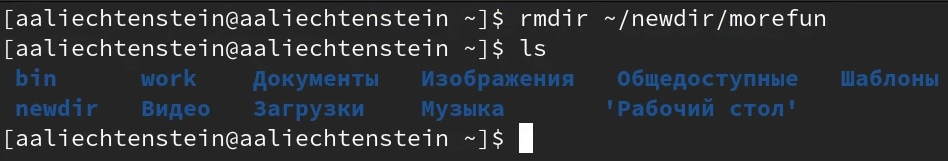 [aaliechtenstein@aaliechtenstein ~]$ rmdir ~/newdir/morefun
[aaliechtenstein@aaliechtenstein ~]$ ls
bin work Документы Изображения Общедоступные Шаблоны
newdir Видео Загрузки Музыка 'Рабочий стол'
[aaliechtenstein@aaliechtenstein ~]$